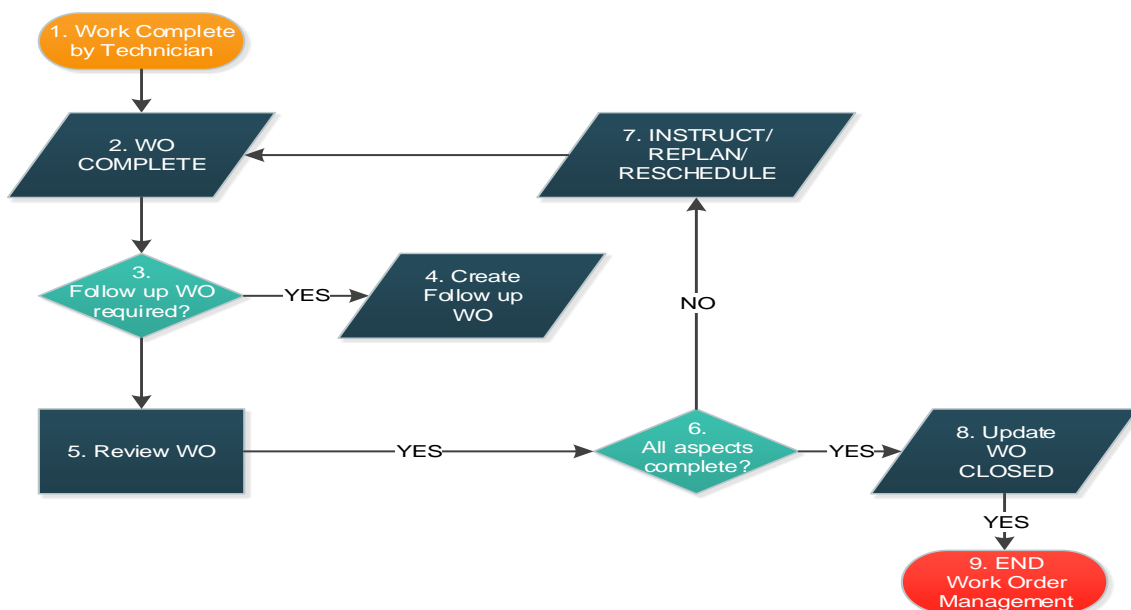 1. Work Complete
by Technician
2. WO
COMPLETE
7. INSTRUCT/
REPLAN/
RESCHEDULE
3.
Follow up WO
required?
YES
4. Create
Follow up
WO
NO
5. Review WO
YES
6.
All aspects
complete?
YES
8. Update
WO
CLOSED
YES
9. END
Work Order
Management